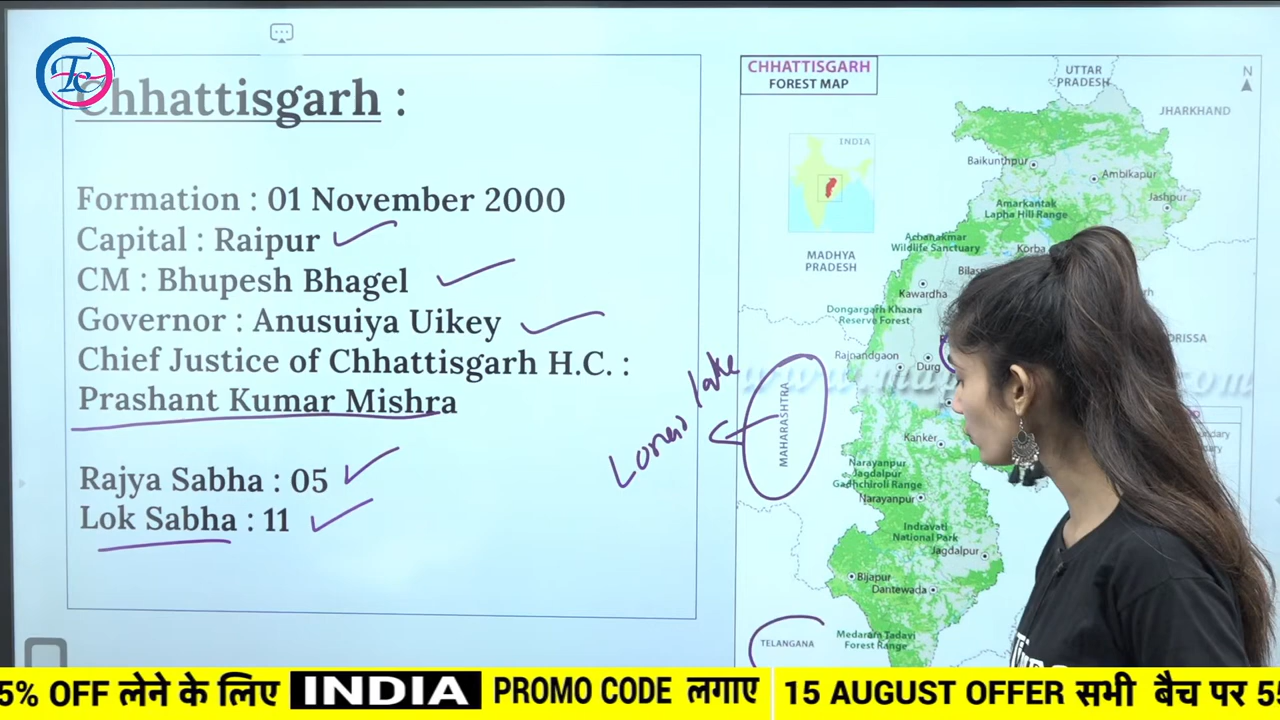 Tc
Chhattisgarh :
Formation : 01 November 2000
Capital : Raipur
CM : Bhupesh Bhagel
Governor : Anusuiya Uikey
Chief Justice of Chhattisgarh H.C. :
Prashant Kumar Mishra
Rajya Sabha : 05
Lok Sabha : 11
lake
CHHATTISGARH
FOREST MAP
UTTAR
PRADESH
N
JHARKHAND
INDIA
Baikunthpur
Ambikapur
Jashpur
Amarkantak
Lapha Hill Range
Achanakmar
Wildlife Sanctuary
Korba
MADHYA
PRADESH
Kawardha
Dongargarh Khaara
Reserve Forest
Rajnandgaon
Durg
MAHARASHTRA
Kanker
Narayanpur
Jagdalpur
Gadhchiroli Range
Narayanpur
Indravati
National Park
Jagdalpur
Bijapur
Dantewada
TELANGANA
Medaram Tadavi
Forest Range
5% OFF लेने के लिए INDIA PROMO CODE लगाए 15 AUGUST OFFER सभी बैच पर 55